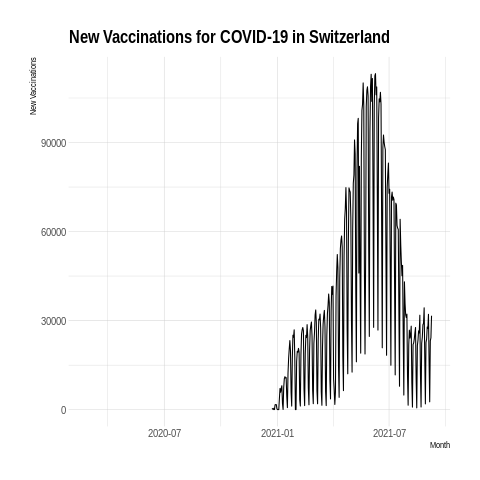 New Vaccinations for COVID-19 in Switzerland
New Vaccinations
90000
60000
30000
0
2020-07 2021-01 2021-07
Month